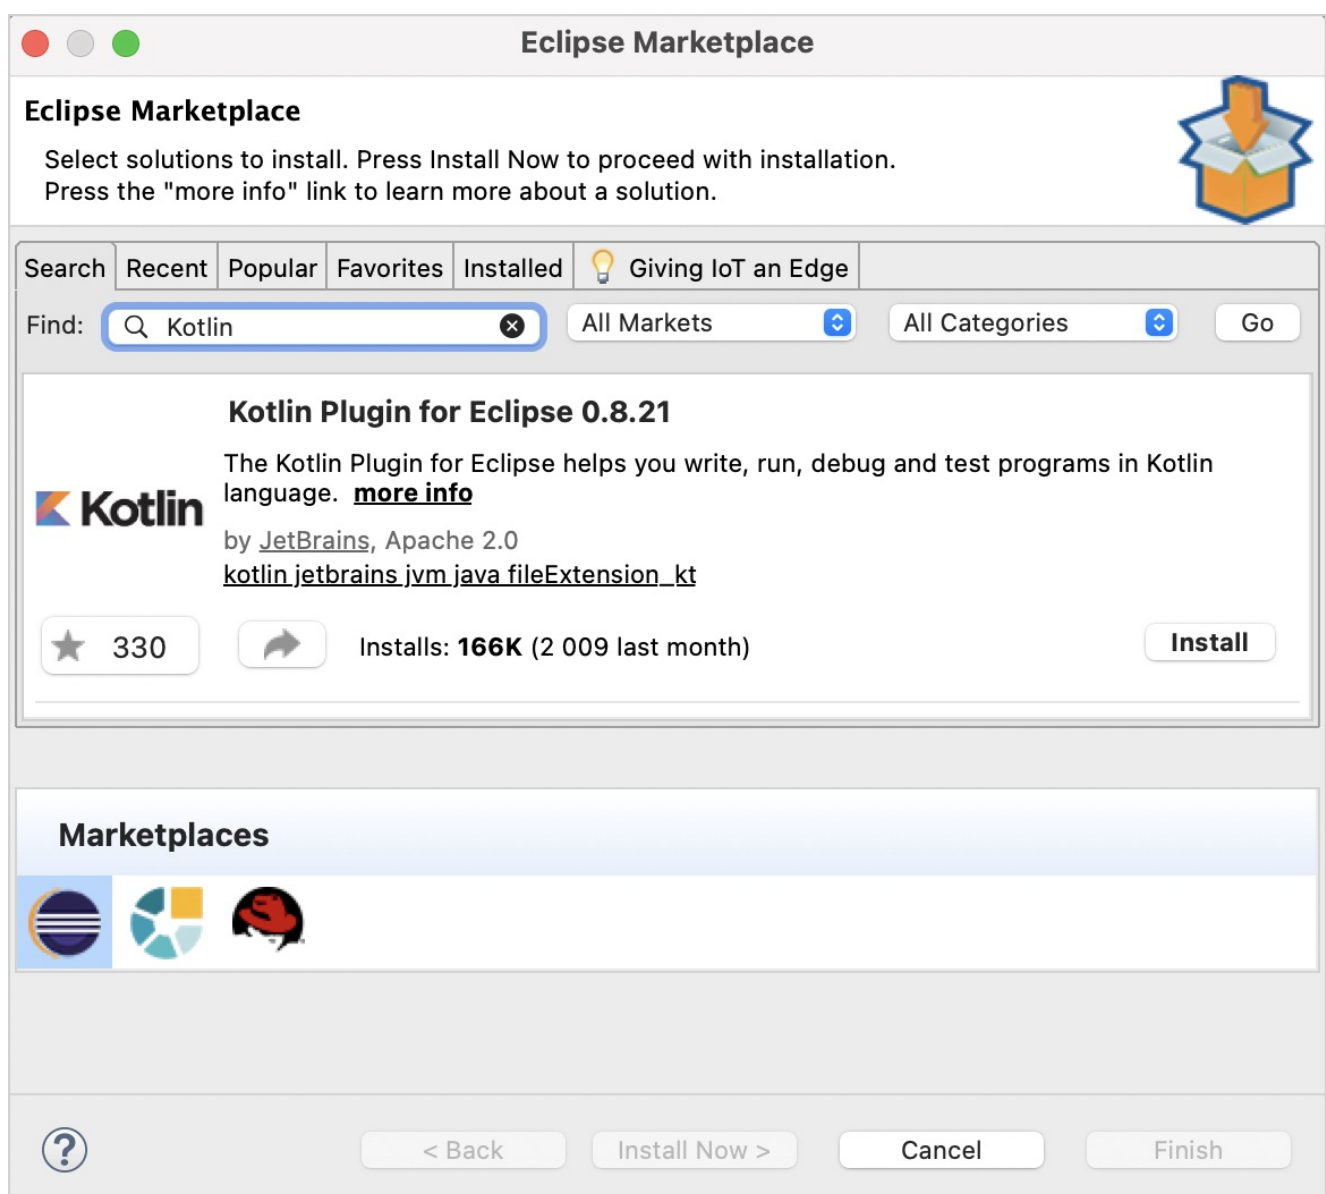 Eclipse Marketplace
Eclipse Marketplace
Select solutions to install. Press Install Now to proceed with installation.
Press the "more info" link to learn more about a solution.
Search Recent Popular Favorites Installed Giving IoT an Edge
Find: Kotlin All Markets All Categories Go
Kotlin Plugin for Eclipse 0.8.21
The Kotlin Plugin for Eclipse helps you write, run, debug and test programs in Kotlin
language. more info
Kotlin
by JetBrains, Apache 2.0
kotlin jetbrains jvm java fileExtension_kt
330 Installs: 166K (2 009 last month) Install
Marketplaces
? < Back Install Now > Cancel Finish